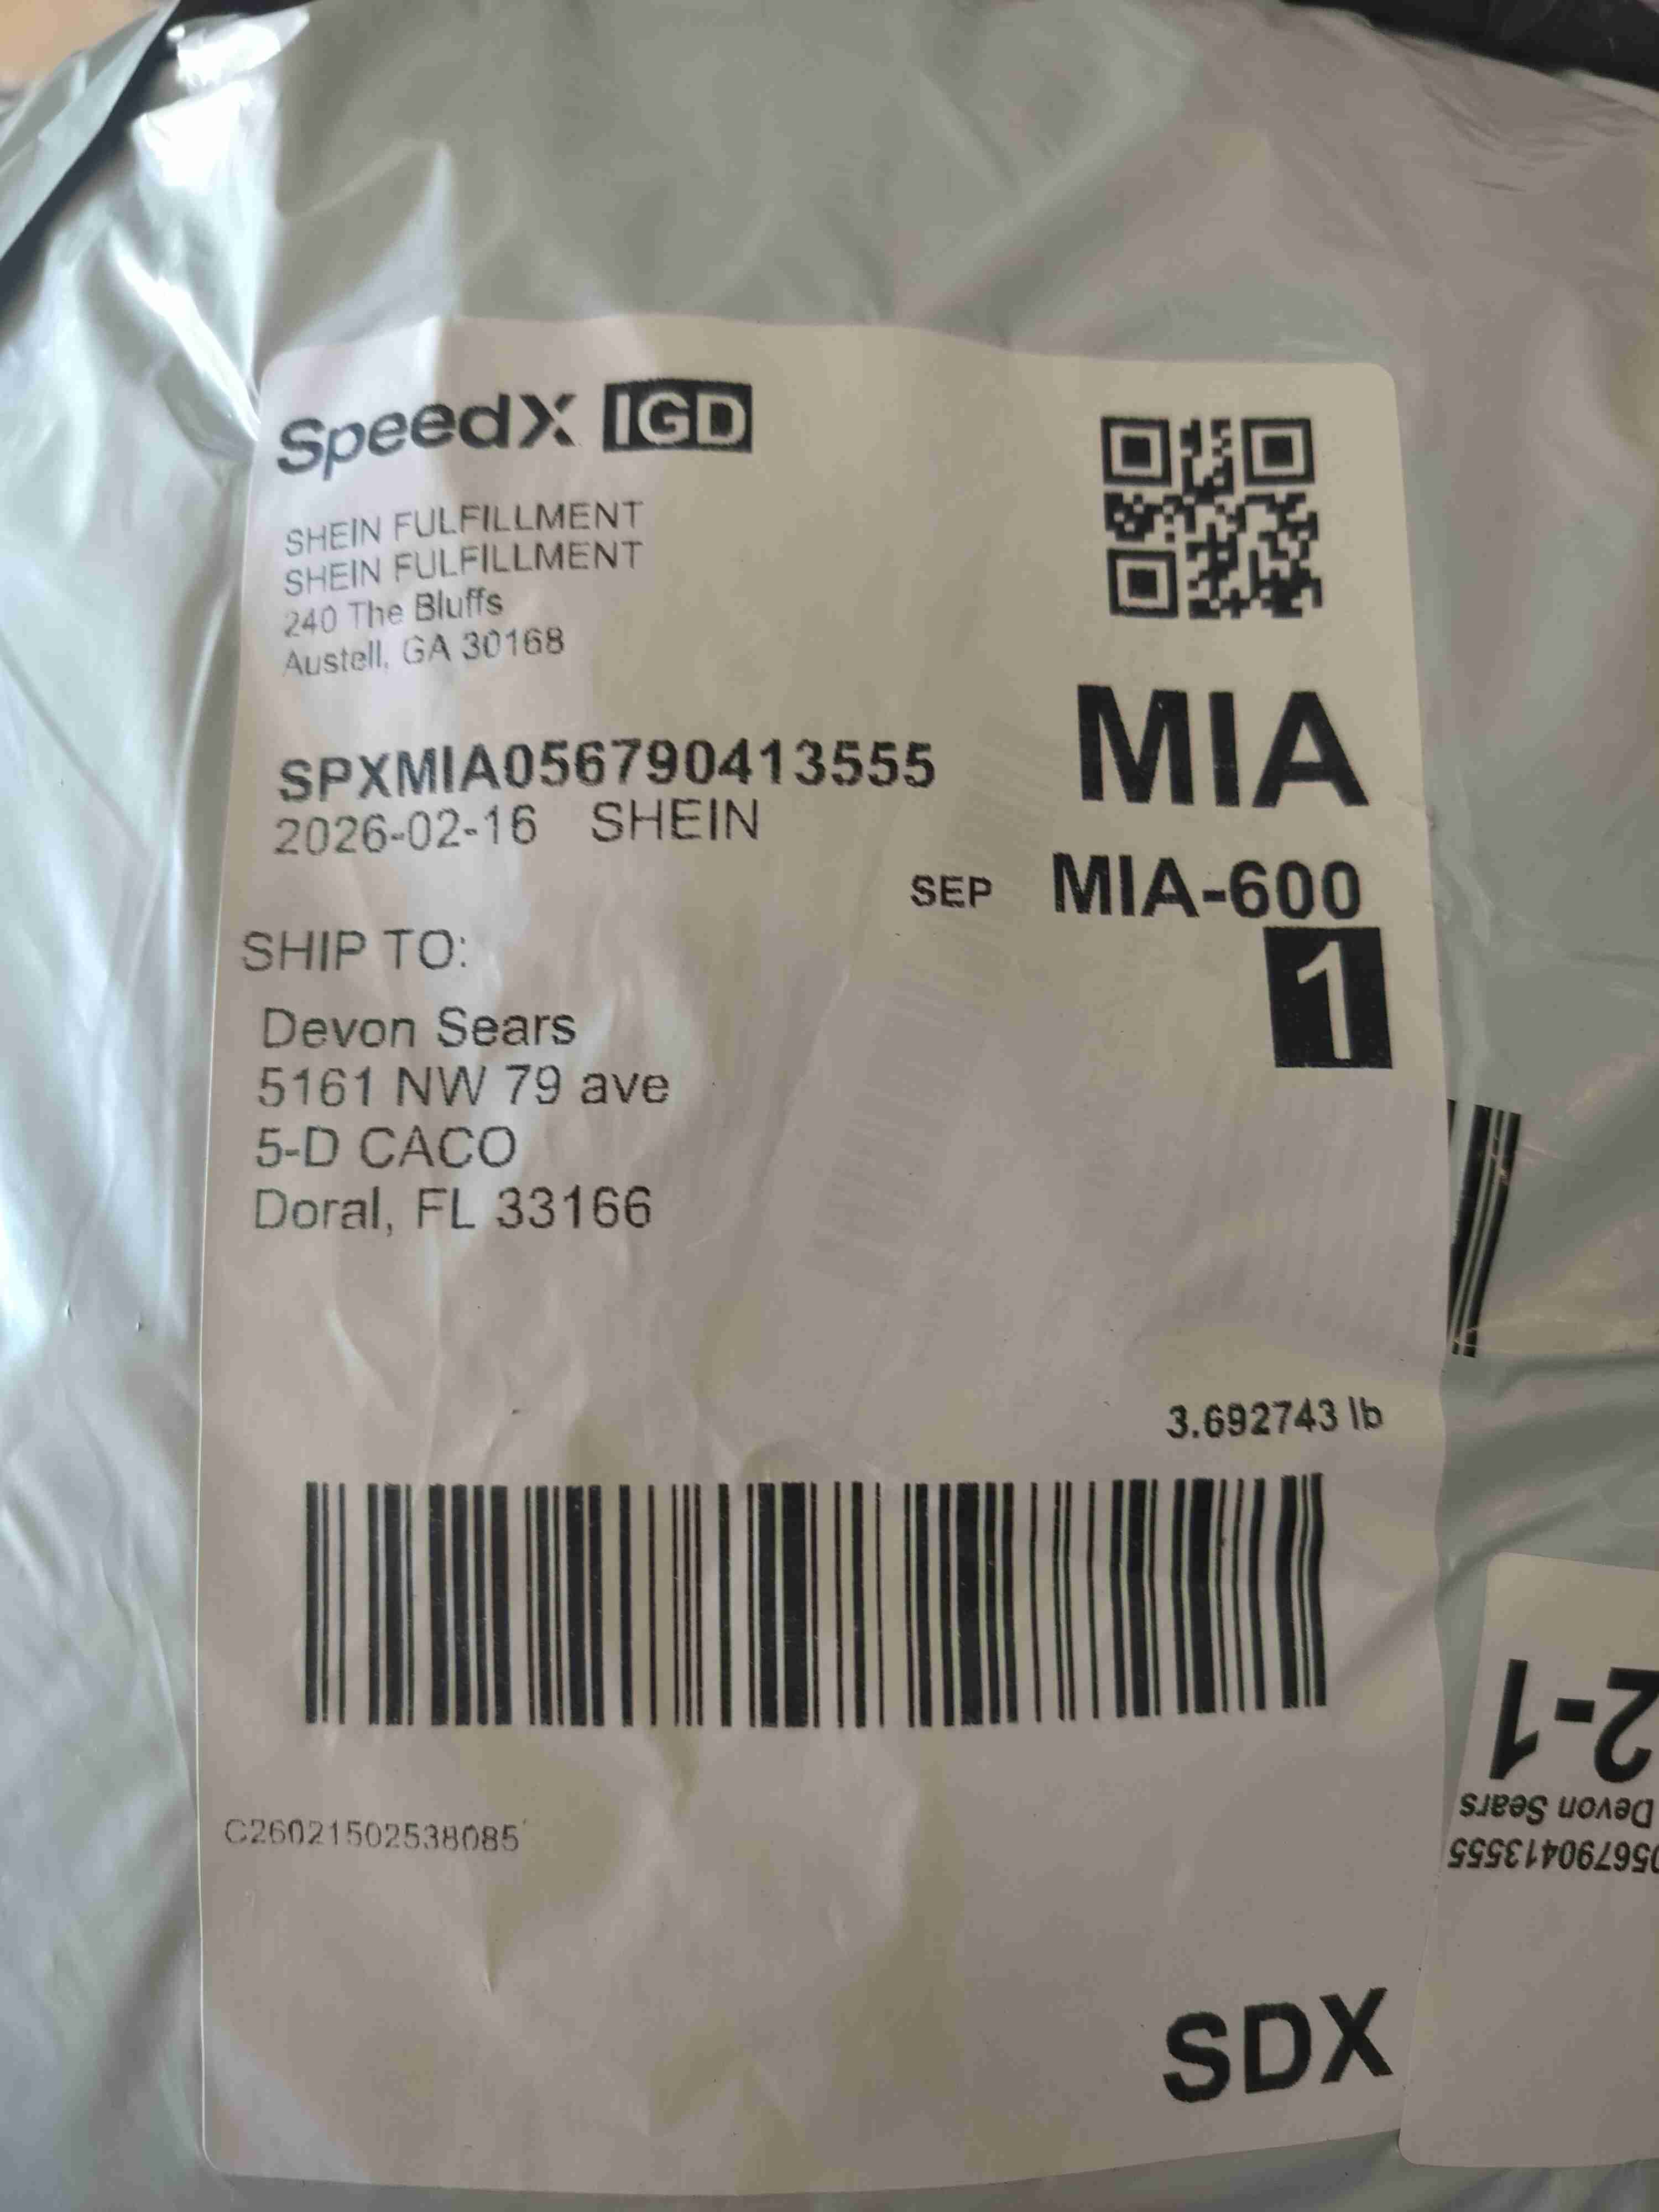 SpeedX IGD
SHEIN FULFILLMENT
SHEIN FULFILLMENT
240 The Bluffs
Austell, GA 30168
SPXMIA056790413555
2026-02-16 SHEIN
MIA
SEP MIA-600
1
SHIP TO:
Devon Sears
5161 NW 79 ave
5-D CACO
Doral, FL 33166
3.692743 lb
C26021502538085
SDX
056790413555
Devon Sears
2-1